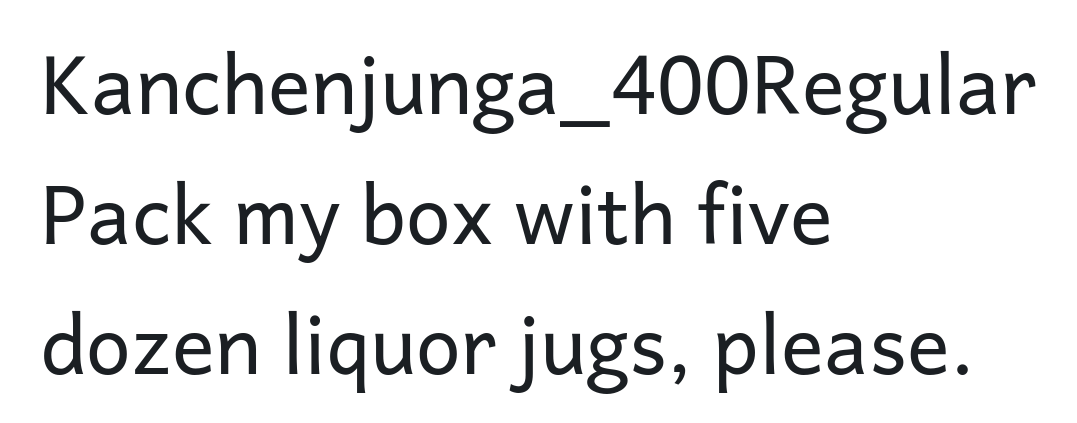 Kanchenjunga_400Regular
Pack my box with five
dozen liquor jugs, please.